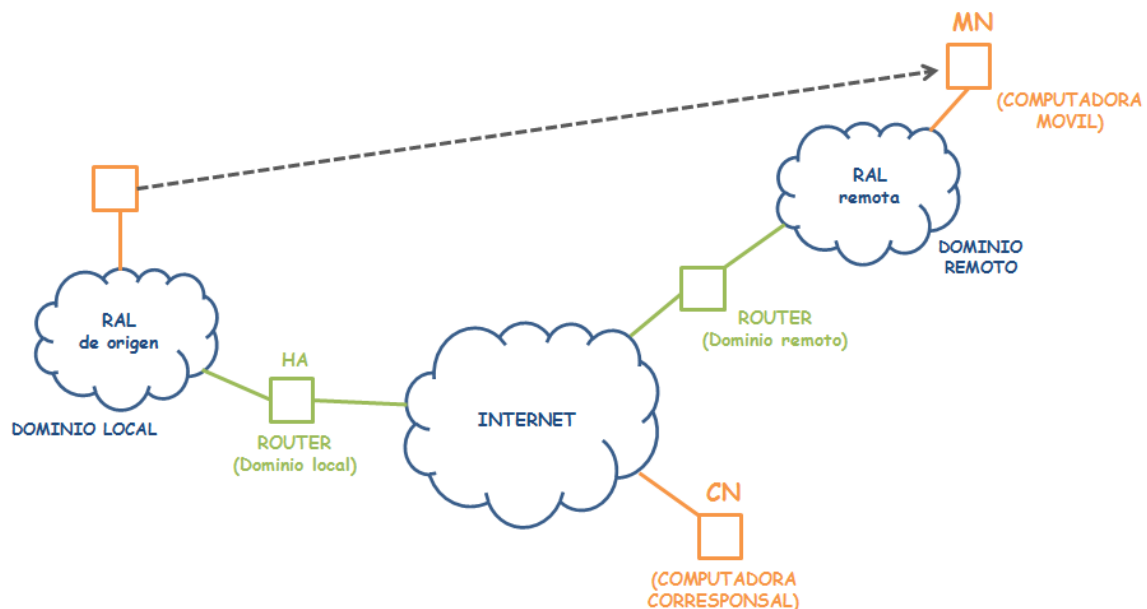 MN
(COMPUTADORA
MOVIL)
RAL
remota
DOMINIO
REMOTO
RAL
de origen
DOMINIO LOCAL
HA
ROUTER
(Dominio local)
ROUTER
(Dominio remoto)
INTERNET
CN
(COMPUTADORA
CORRESPONSAL)